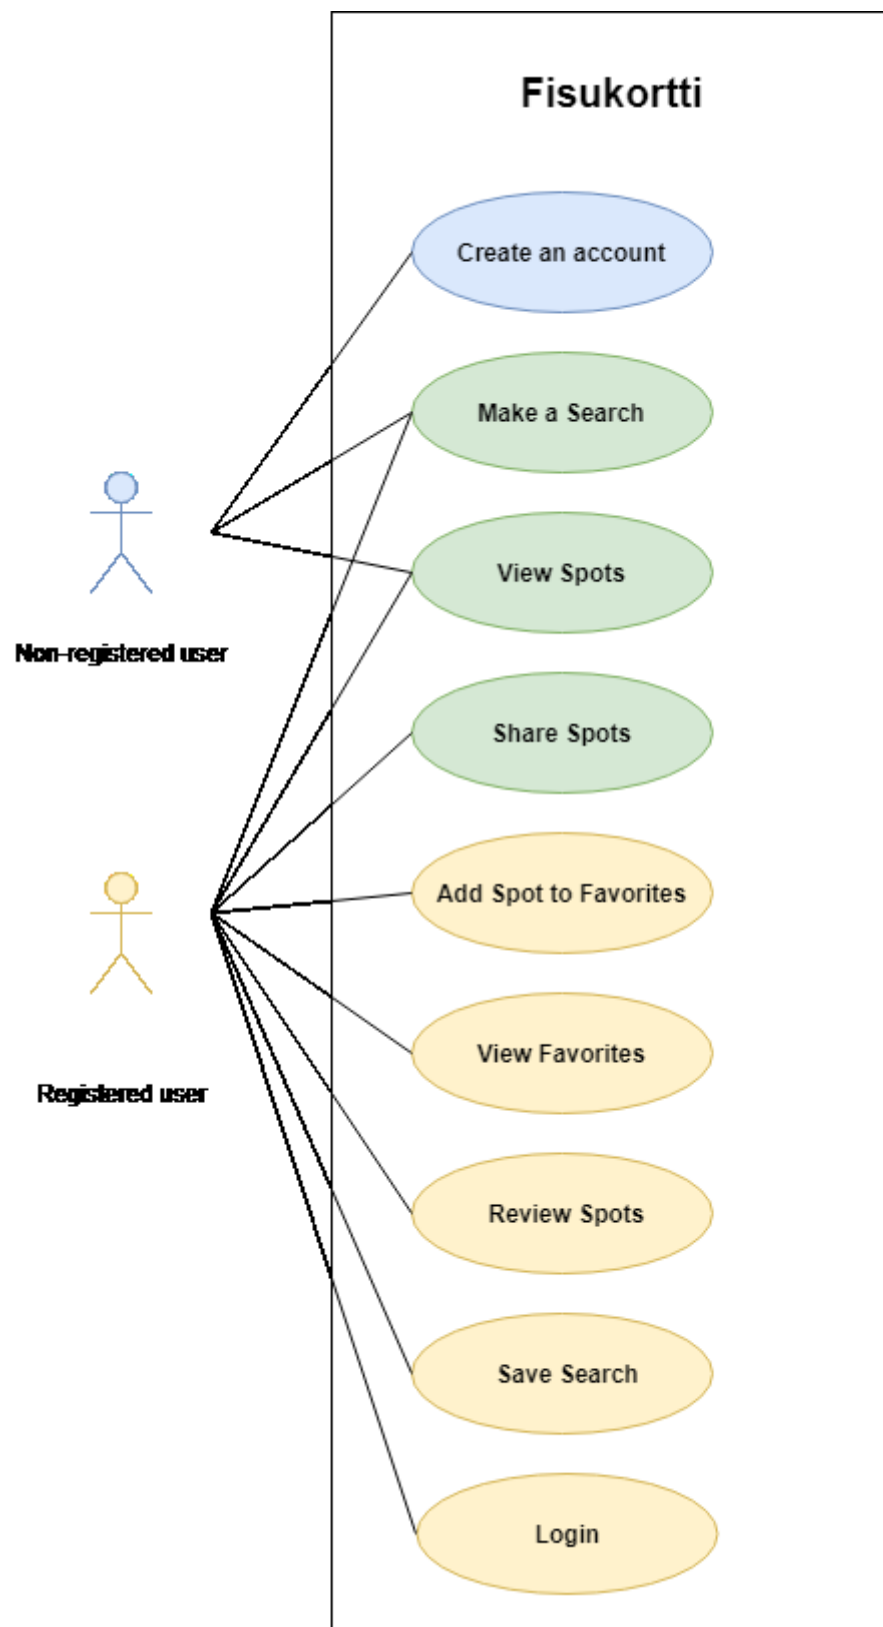 Fisukortti
Create an account
Make a Search
View Spots
Non-registered user
Share Spots
Add Spot to Favorites
View Favorites
Registered user
Review Spots
Save Search
Login